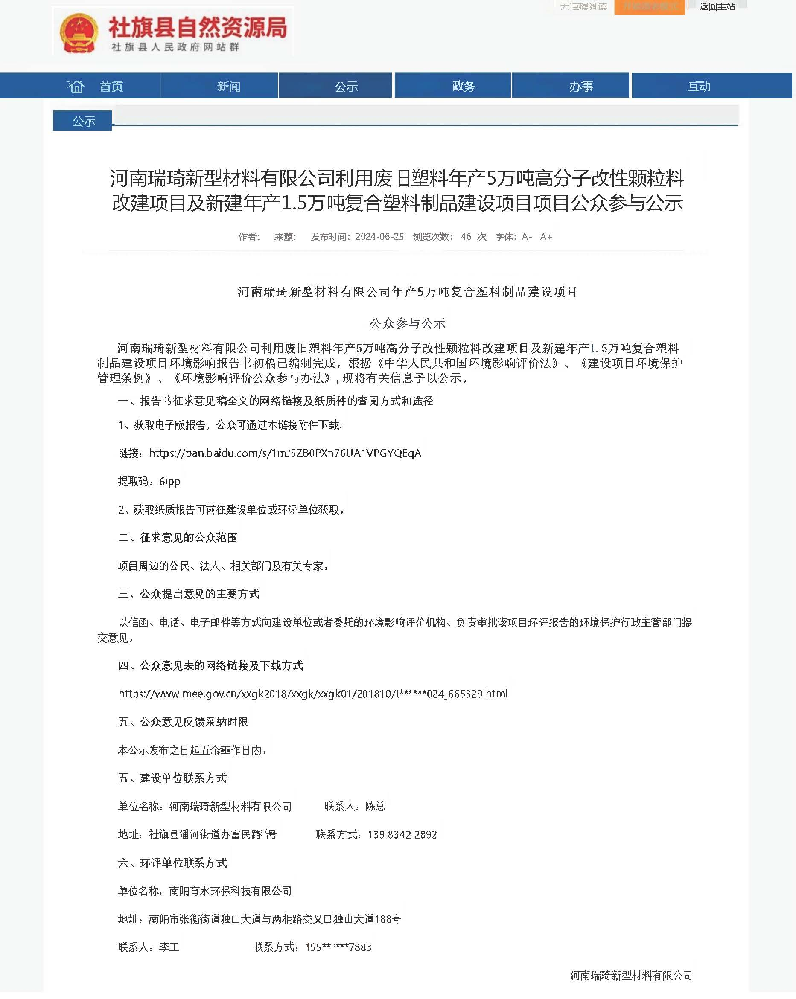 无障碍阅读
返回主站
社旗县自然资源局
社旗县人民政府网站群
首页 新闻 公示 政务 办事 互动
公示
河南瑞琦新型材料有限公司利用废日塑料年产5万吨高分子改性颗粒料
改建项目及新建年产1.5万吨复合塑料制品建设项目项目公众参与公示
作者： 来源： 发布时间：2024-06-25 浏览次数： 46 次 字体：A- A+
河南瑞琦新型材料有限公司年产5万吨复合塑料制品建设项目
公众参与公示
河南瑞琦新型材料有限公司利用废旧塑料年产5万吨高分子改性颗粒料改建项目及新建年产1.5万吨复合塑料
制品建设项目环境影响报告书初稿已编制完成，根据《中华人民共和国环境影响评价法》、《建设项目环境保护
管理条例》、《环境影响评价公众参与办法》,现将有关信息予以公示，
一、报告书征求意见稿全文的网络链接及纸质件的查阅方式和途径
1、获取电子版报告，公众可通过本链接附件下载：
链接：https://pan.baidu.com/s/1mJ5ZB0PXn76UA1VPGYQEqA
提取码：6lpp
2、获取纸质报告可前往建设单位或环评单位获取，
二、征求意见的公众范围
项目周边的公民、法人、相关部门及有关专家，
三、公众提出意见的主要方式
以信函、电话、电子邮件等方式向建设单位或者委托的环境影响评价机构、负责审批该项目环评报告的环境保护行政主管部门提
交意见，
四、公众意见表的网络链接及下载方式
https://www.mee.gov.cn/xxgk2018/xxgk/xxgk01/201810/t******024_665329.html
五、公众意见反馈采纳时限
本公示发布之日起五个工作日内，
五、建设单位联系方式
单位名称：河南瑞琦新型材料有限公司 联系人：陈总
地址：社旗县潘河街道办富民路 号 联系方式：139 8342 2892
六、环评单位联系方式
单位名称：南阳育水环保科技有限公司
地址：南阳市张衡街道独山大道与两相路交叉口独山大道188号
联系人：李工 联系方式：155****7883
河南瑞琦新型材料有限公司